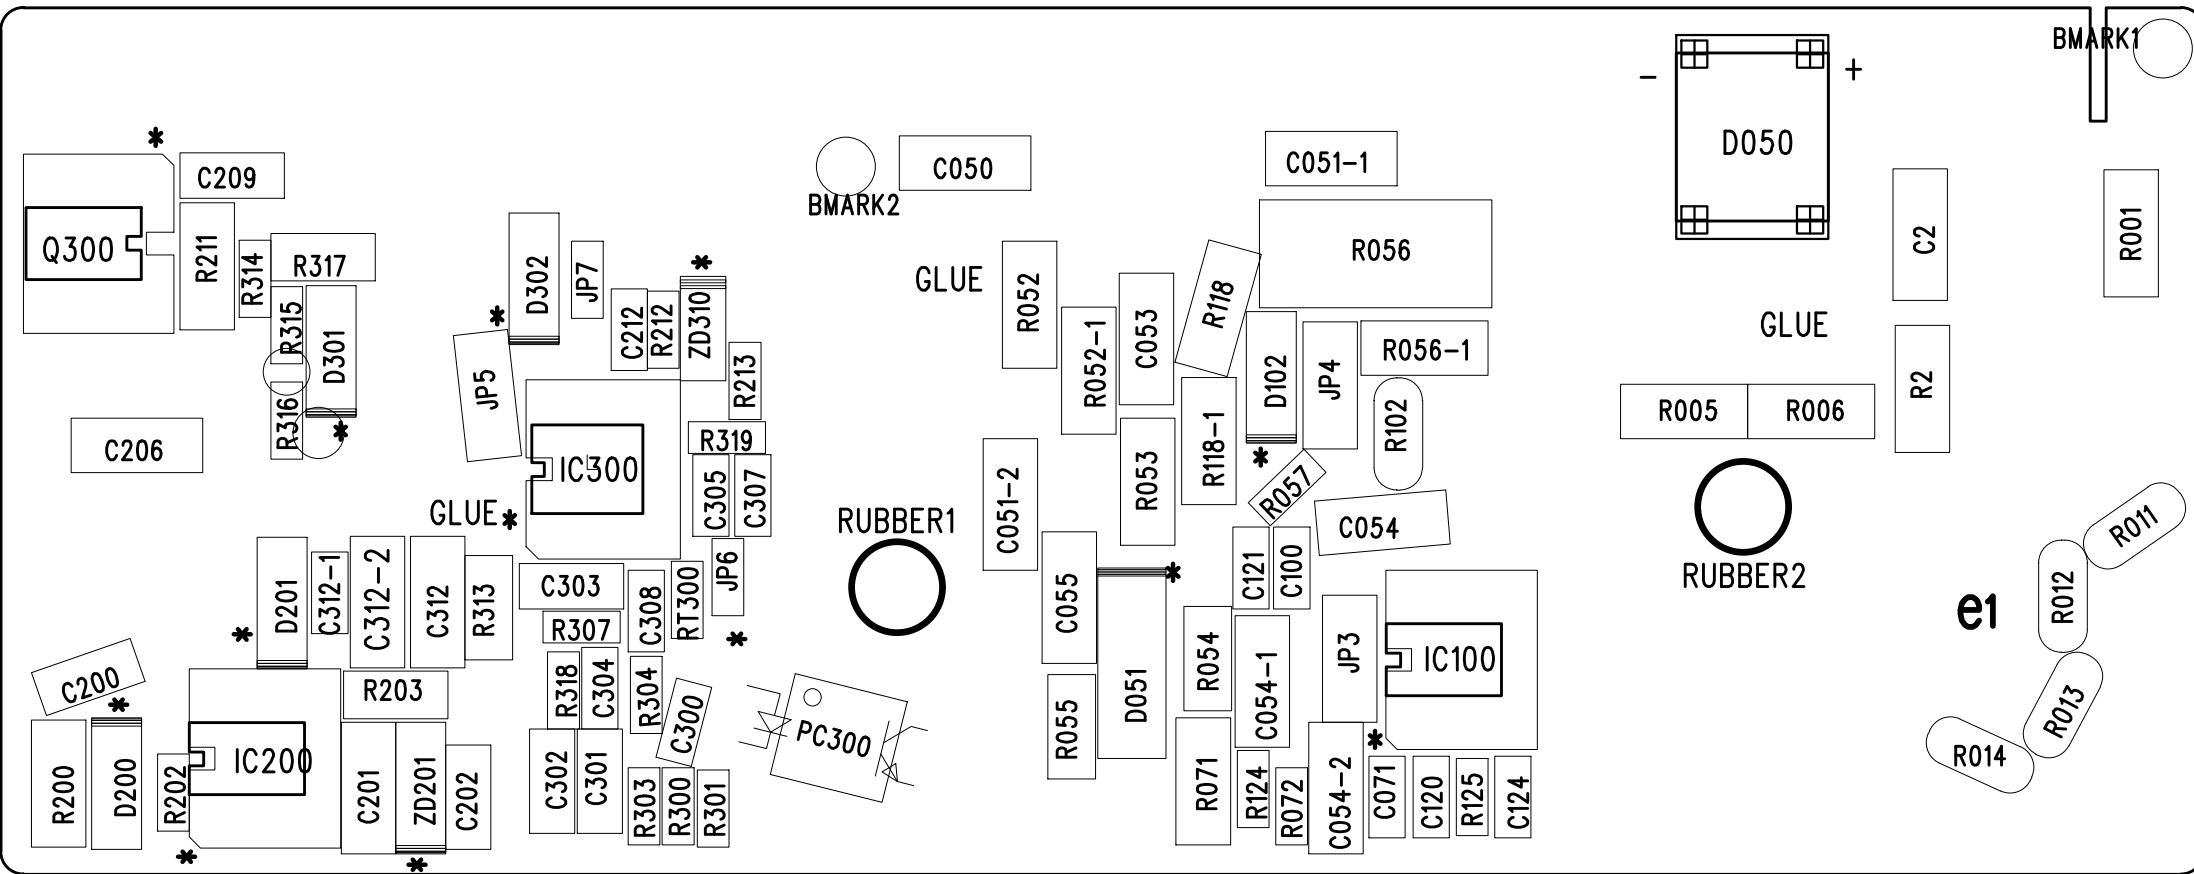 BMARK1
- +
D050
*
C209
C050
C051-1
BMARK2
C2
R001
Q300
R211
R314
R317
D302
JP7
*
GLUE
R052
R118
R056
R315
D301
*
C212
R212
ZD310
R052-1
C053
GLUE
JP5
R213
D102
JP4
R056-1
R2
R316
*
C206
R319
R102
R005
R006
IC300
C305
C307
C051-2
R053
R118-1
*
R057
GLUE
*
RUBBER1
C054
R011
D201
C312-1
C312-2
C312
R313
C303
C308
RT300
JP6
C055
*
C121
C100
RUBBER2
R012
e1
*
R307
*
C200
*
R203
R318
C304
R304
C300
PC300
R055
D051
R054
C054-1
JP3
IC100
R013
R014
R200
D200
R202
IC200
C201
ZD201
C202
C302
C301
R303
R300
R301
R071
R124
R072
C054-2
*
C071
C120
R125
C124
*
*